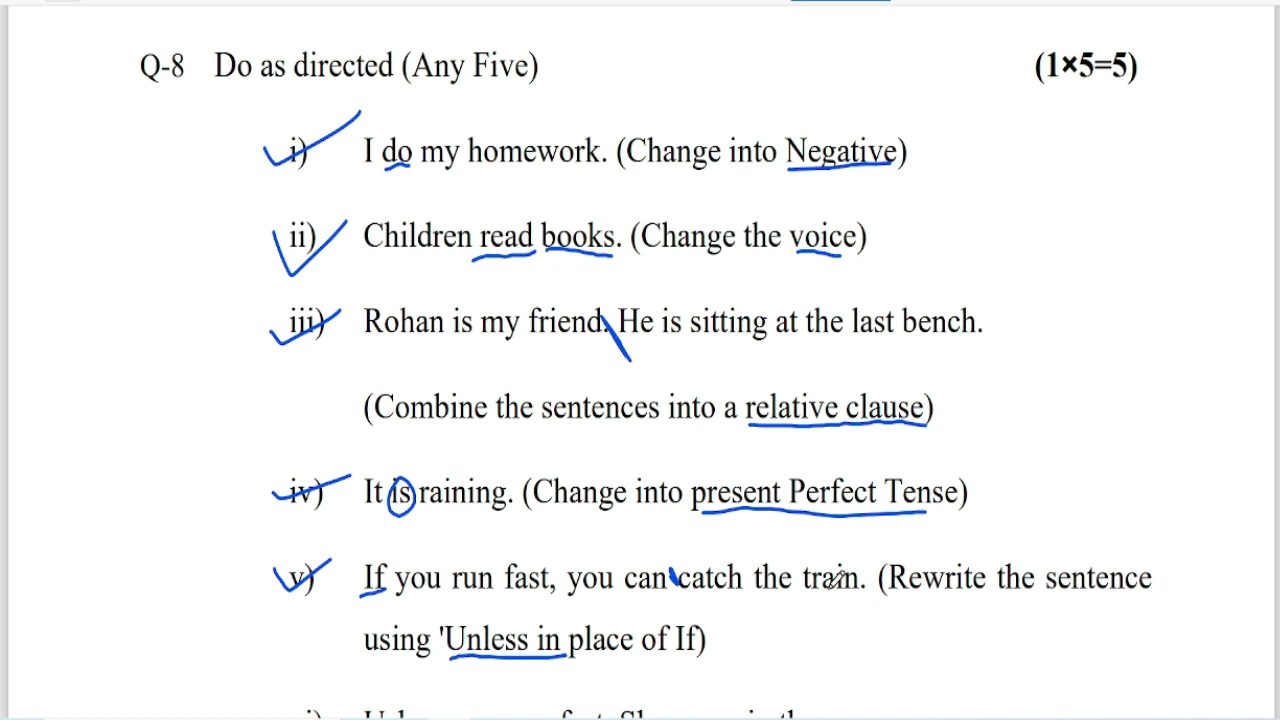 Q-8 Do as directed (Any Five) (1×5=5)
i) I do my homework. (Change into Negative)
ii) Children read books. (Change the voice)
iii) Rohan is my friend. He is sitting at the last bench.
(Combine the sentences into a relative clause)
iv) It is raining. (Change into present Perfect Tense)
v) If you run fast, you can catch the train. (Rewrite the sentence
using 'Unless in place of If)